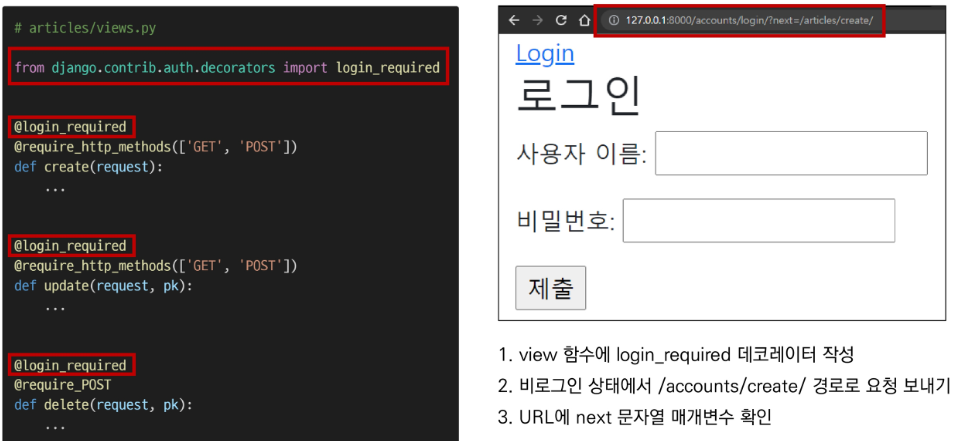 # articles/views.py
from django.contrib.auth.decorators import login_required
@login_required
@require_http_methods(['GET', 'POST'])
def create(request):
...
@login_required
@require_http_methods(['GET', 'POST'])
def update(request, pk):
...
@login_required
@require_POST
def delete(request, pk):
...
127.0.0.1:8000/accounts/login/?next=/articles/create/
Login
로그인
사용자 이름:
비밀번호:
제출
1. view 함수에 login_required 데코레이터 작성
2. 비로그인 상태에서 /accounts/create/ 경로로 요청 보내기
3. URL에 next 문자열 매개변수 확인